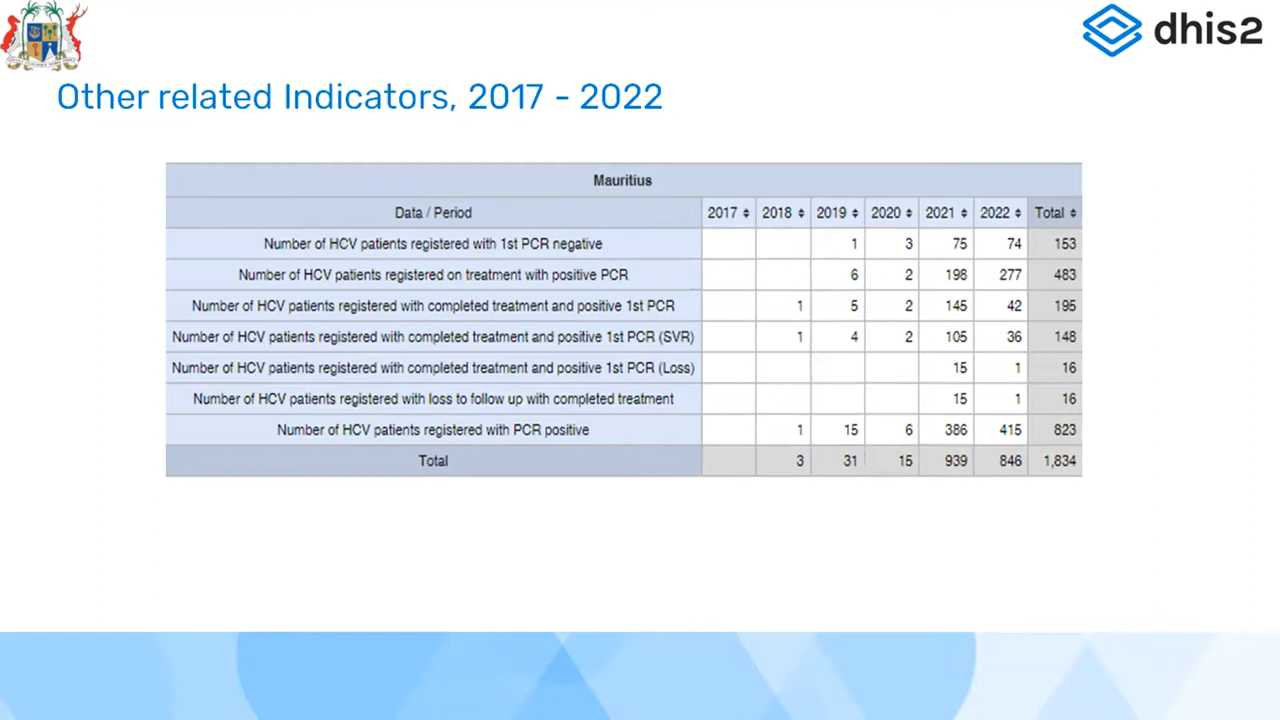 dhis2
Other related Indicators, 2017 - 2022
Mauritius
Data / Period 2017 2018 2019 2020 2021 2022 Total
Number of HCV patients registered with 1st PCR negative 1 3 75 74 153
Number of HCV patients registered on treatment with positive PCR 6 2 198 277 483
Number of HCV patients registered with completed treatment and positive 1st PCR 1 5 2 145 42 195
Number of HCV patients registered with completed treatment and positive 1st PCR (SVR) 1 4 2 105 36 148
Number of HCV patients registered with completed treatment and positive 1st PCR (Loss) 15 1 16
Number of HCV patients registered with loss to follow up with completed treatment 15 1 16
Number of HCV patients registered with PCR positive 1 15 6 386 415 823
Total 3 31 15 939 846 1,834